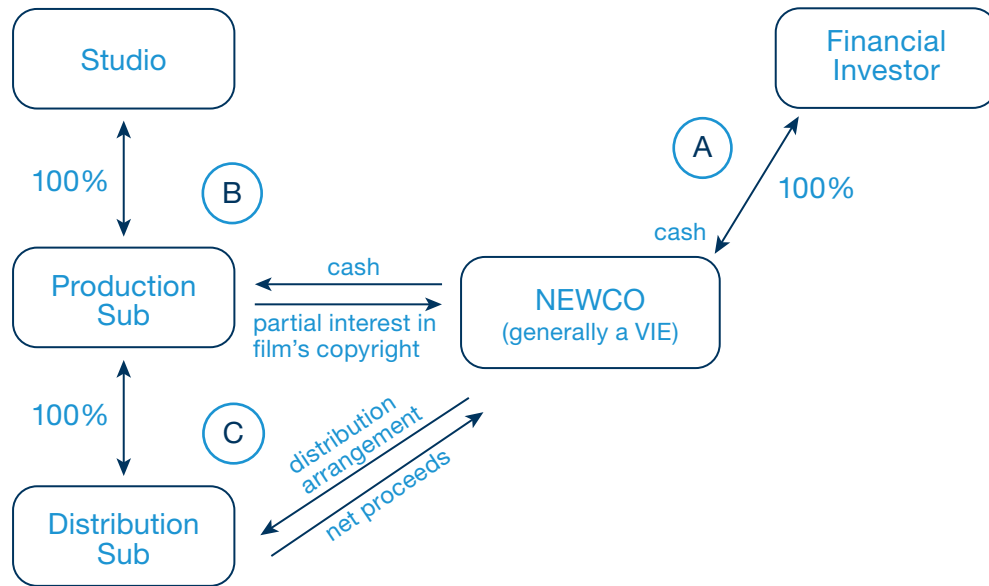 Studio
Financial
Investor
A
100%
B
100%
cash
Production
Sub
cash
partial interest in
film's copyright
NEWCO
(generally a VIE)
100%
C
distribution
arrangement
net proceeds
Distribution
Sub